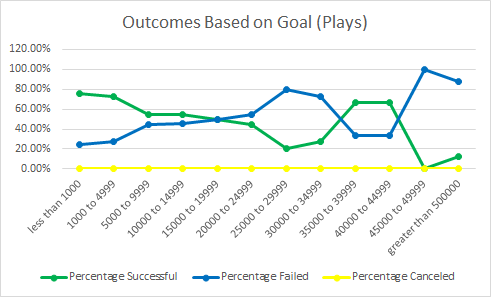 Outcomes Based on Goal (Plays)
120.00%
100.00%
80.00%
60.00%
40.00%
20.00%
0.00%
less than 1000
1000 to 4999
5000 to 9999
10000 to 14999
15000 to 19999
20000 to 24999
25000 to 29999
30000 to 34999
35000 to 39999
40000 to 44999
45000 to 49999
greater than 500000
Percentage Successful
Percentage Failed
Percentage Canceled